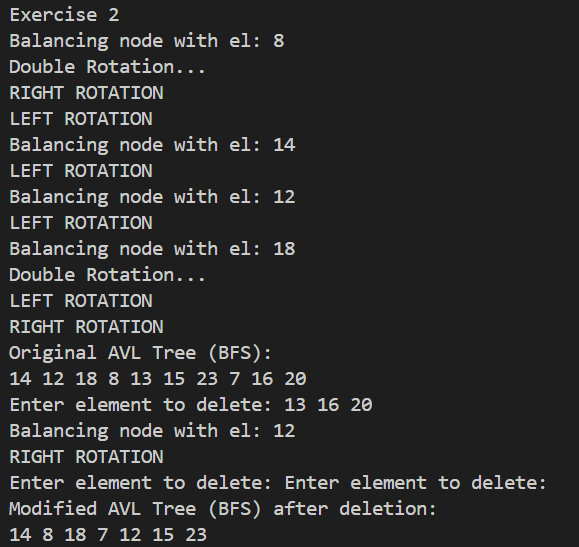 Exercise 2
Balancing node with el: 8
Double Rotation...
RIGHT ROTATION
LEFT ROTATION
Balancing node with el: 14
LEFT ROTATION
Balancing node with el: 12
LEFT ROTATION
Balancing node with el: 18
Double Rotation...
LEFT ROTATION
RIGHT ROTATION
Original AVL Tree (BFS):
14 12 18 8 13 15 23 7 16 20
Enter element to delete: 13 16 20
Balancing node with el: 12
RIGHT ROTATION
Enter element to delete: Enter element to delete:
Modified AVL Tree (BFS) after deletion:
14 8 18 7 12 15 23